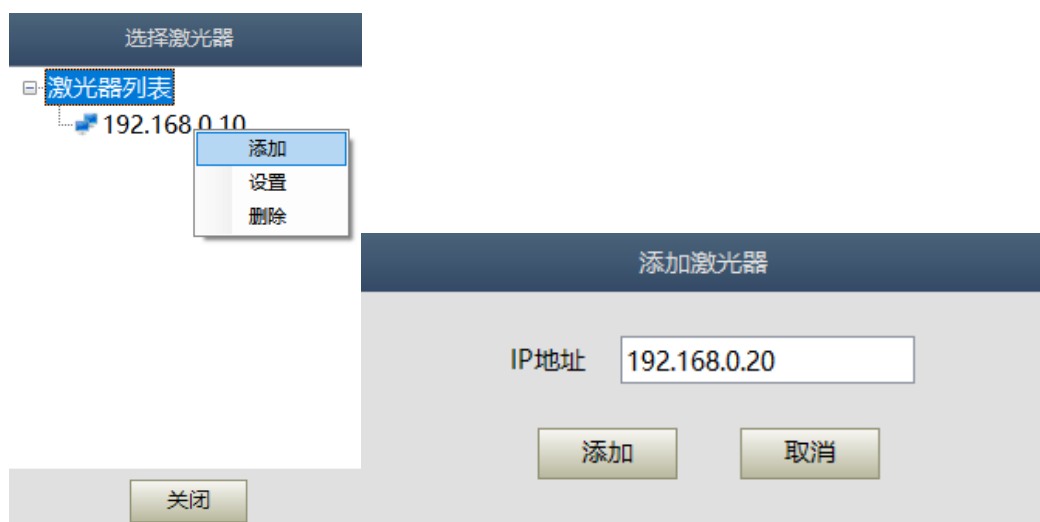 选择激光器
激光器列表
192.168.0.10
添加
设置
删除
关闭
添加激光器
IP地址 192.168.0.20
添加 取消